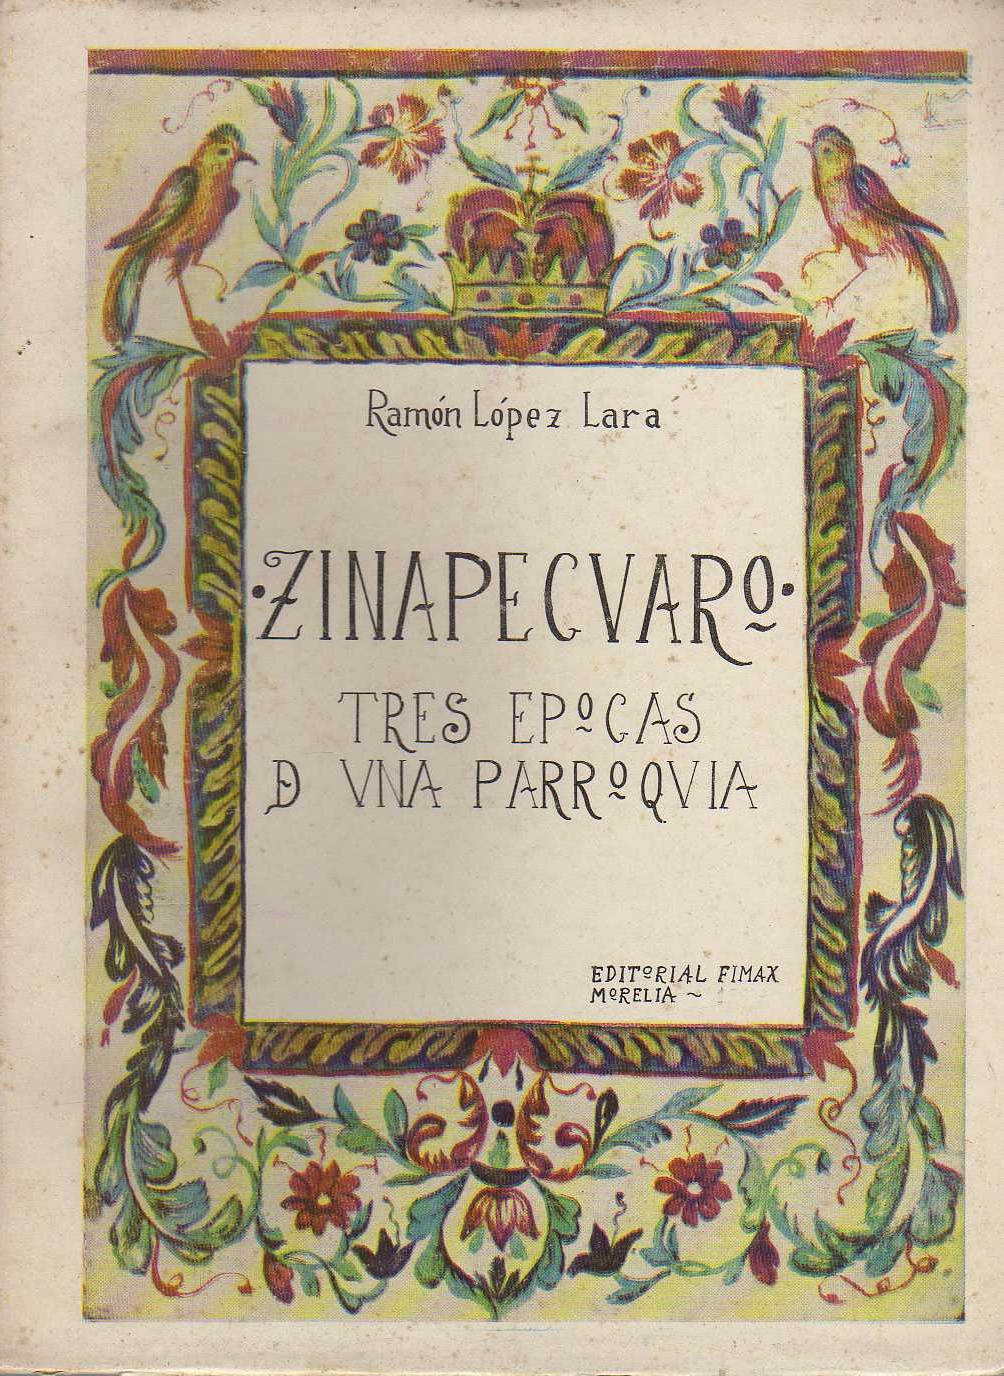 Ramón López Lara
·ZINAPECVARO·
TRES EPOCAS
D VNA PARROQVIA
EDITORIAL FIMAX
MORELIA ~